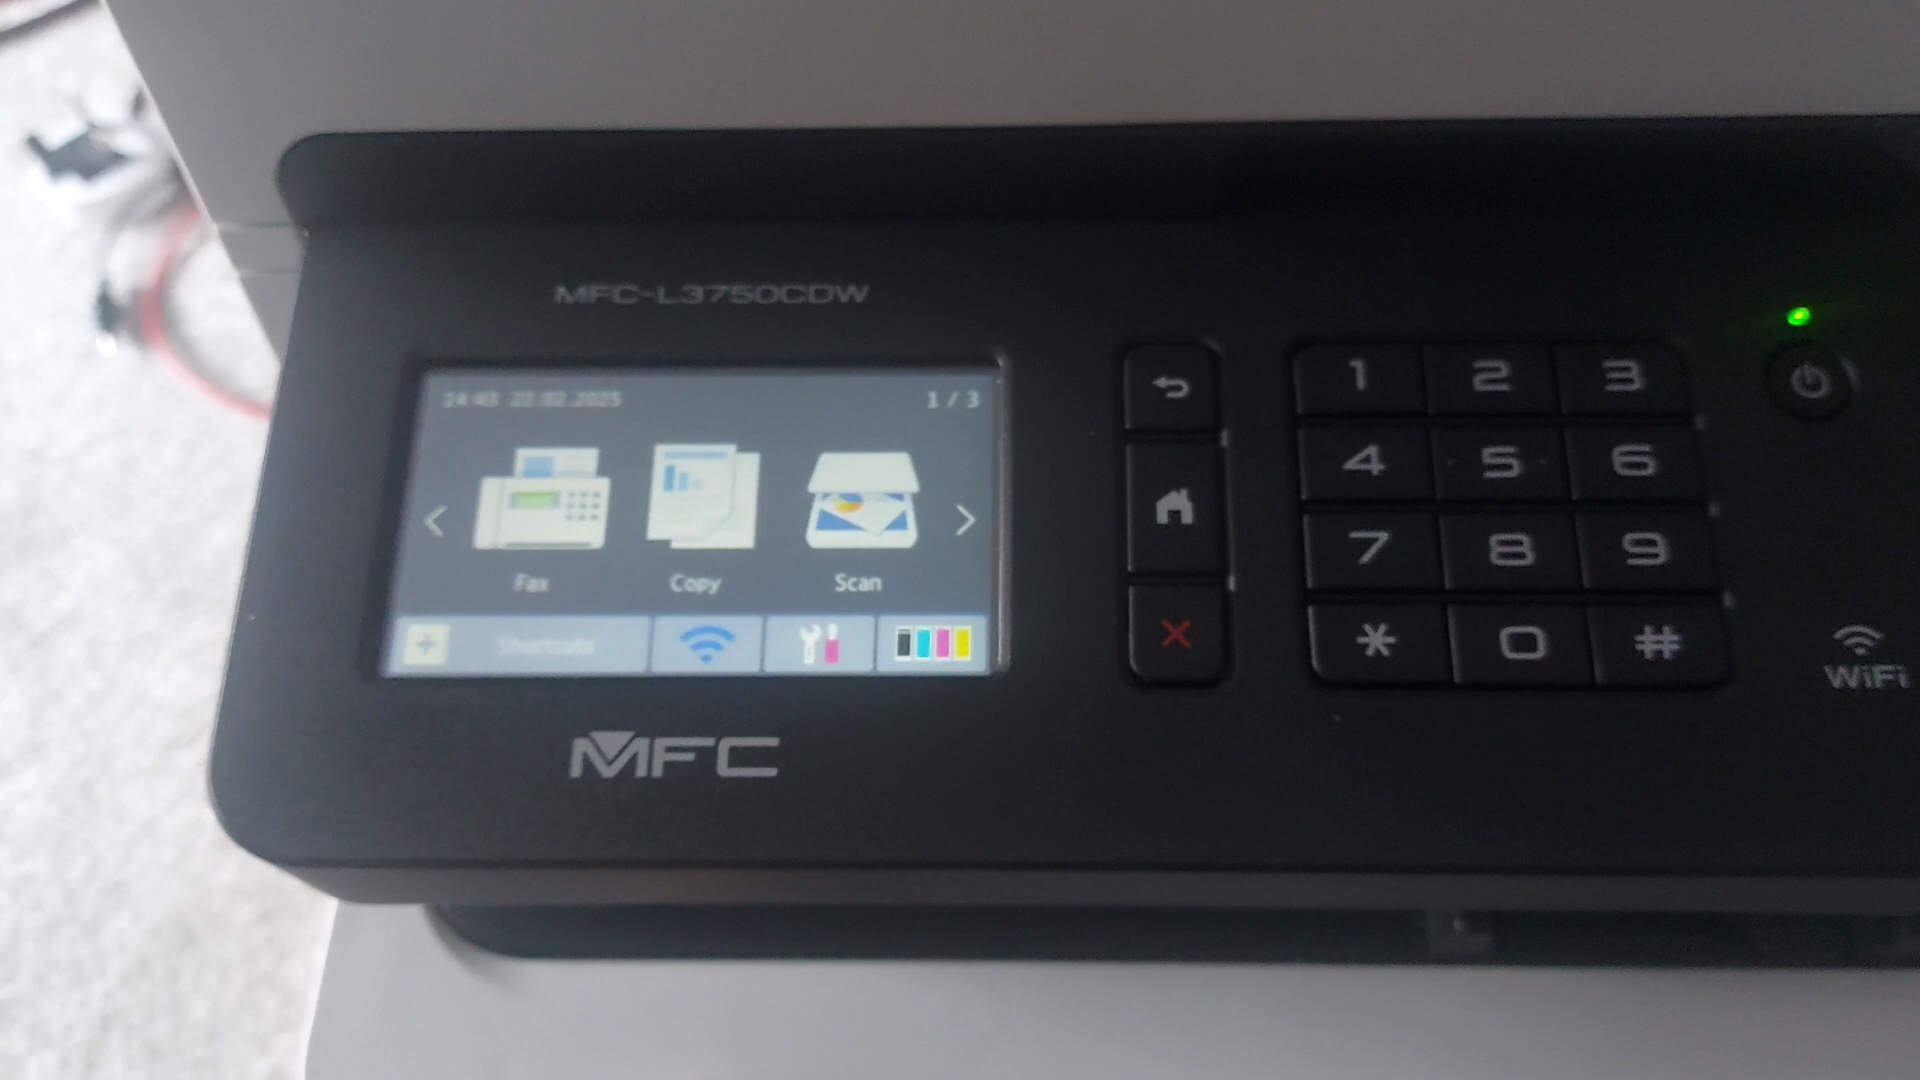 MFC-L3750CDW
14:43 22.02.2025 1 / 3
Fax Copy Scan
Shortcuts
MFC
1 2 3
4 5 6
7 8 9
* 0 #
WiFi